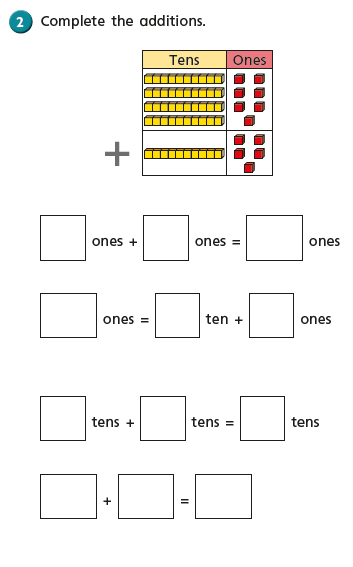 2 Complete the additions.
Tens Ones
+
ones + ones = ones
ones = ten + ones
tens + tens = tens
+ =